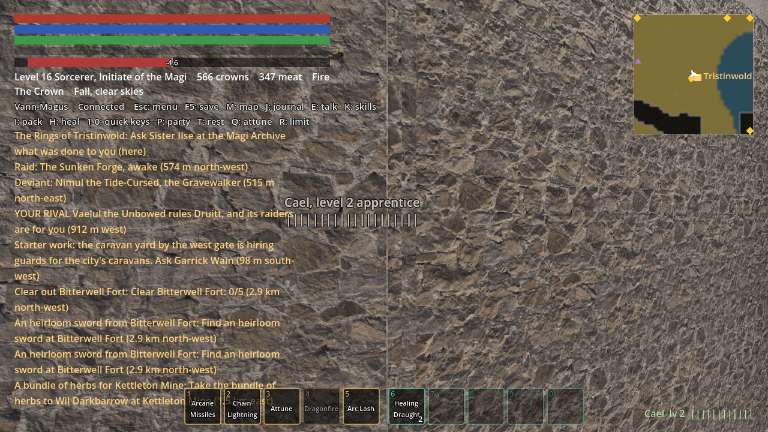 -4.6
Level 16 Sorcerer, Initiate of the Magi 566 crowns 347 meat Fire
The Crown Fall, clear skies
Vann Magus Connected Esc: menu F5: save M: map J: journal E: talk K: skills
I: pack H: heal 1-0 quick keys P: party T: rest Q: attune R: limit
The Rings of Tristinwold: Ask Sister Ilse at the Magi Archive
what was done to you (here)
Raid: The Sunken Forge, awake (574 m north-west)
Deviant: Nimul the Tide-Cursed, the Gravewalker (515 m
north-east)
YOUR RIVAL Vaelul the Unbowed rules Druitt, and its raiders
are for you (912 m west)
Starter work: the caravan yard by the west gate is hiring
guards for the city's caravans. Ask Garrick Wain (98 m south-
west)
Clear out Bitterwell Fort: Clear Bitterwell Fort: 0/5 (2.9 km
north-west)
An heirloom sword from Bitterwell Fort: Find an heirloom
sword at Bitterwell Fort (2.9 km north-west)
An heirloom sword from Bitterwell Fort: Find an heirloom
sword at Bitterwell Fort (2.9 km north-west)
A bundle of herbs for Kettleton Mine: Take the bundle of
herbs to Wil Darkbarrow at Kettleton
Cael, level 2 apprentice
Tristinwold
1 Arcane Missiles
2 Chain Lightning
3 Attune
Dragonfire
5 Arc Lash
6 Healing Draught 2
Cael lv 2